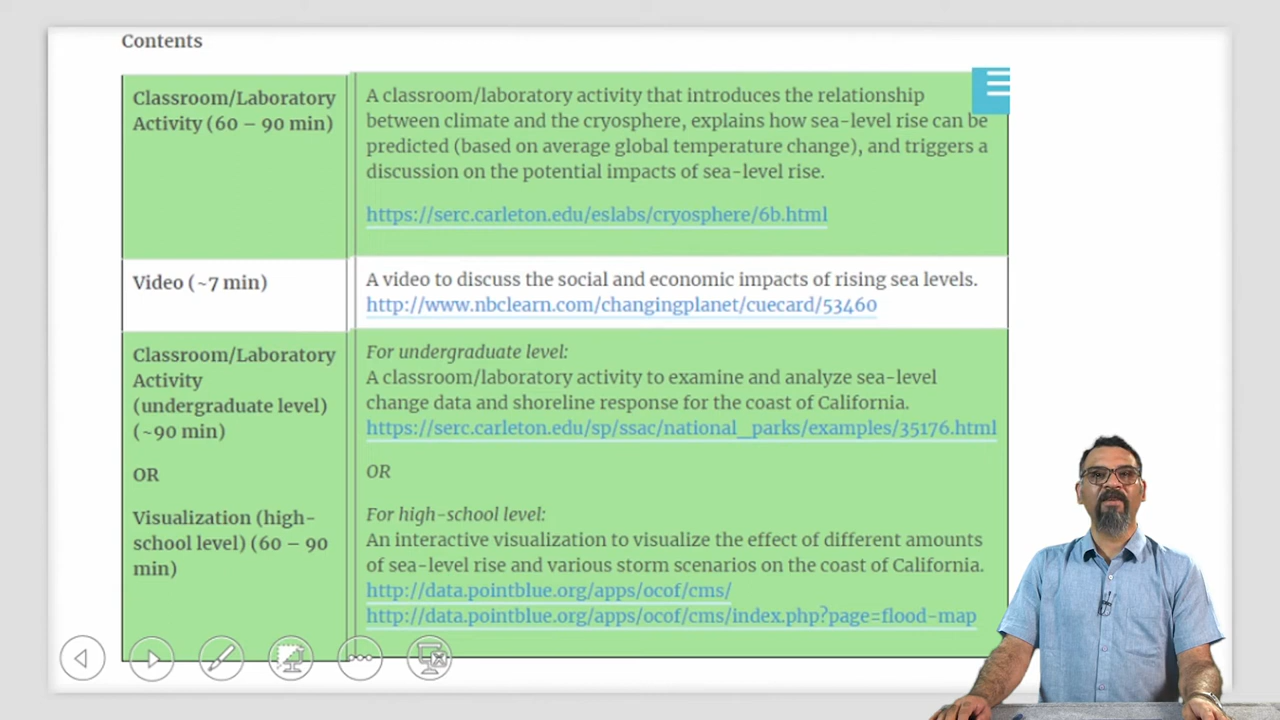 Contents
Classroom/Laboratory
Activity (60 – 90 min)
A classroom/laboratory activity that introduces the relationship
between climate and the cryosphere, explains how sea-level rise can be
predicted (based on average global temperature change), and triggers a
discussion on the potential impacts of sea-level rise.
https://serc.carleton.edu/eslabs/cryosphere/6b.html
Video (~7 min)
A video to discuss the social and economic impacts of rising sea levels.
http://www.nbclearn.com/changingplanet/cuecard/53460
Classroom/Laboratory
Activity
(undergraduate level)
(~90 min)
OR
Visualization (high-
school level) (60 – 90
min)
For undergraduate level:
A classroom/laboratory activity to examine and analyze sea-level
change data and shoreline response for the coast of California.
https://serc.carleton.edu/sp/ssac/national_parks/examples/35176.html
OR
For high-school level:
An interactive visualization to visualize the effect of different amounts
of sea-level rise and various storm scenarios on the coast of California.
http://data.pointblue.org/apps/ocof/cms/
http://data.pointblue.org/apps/ocof/cms/index.php?page=flood-map